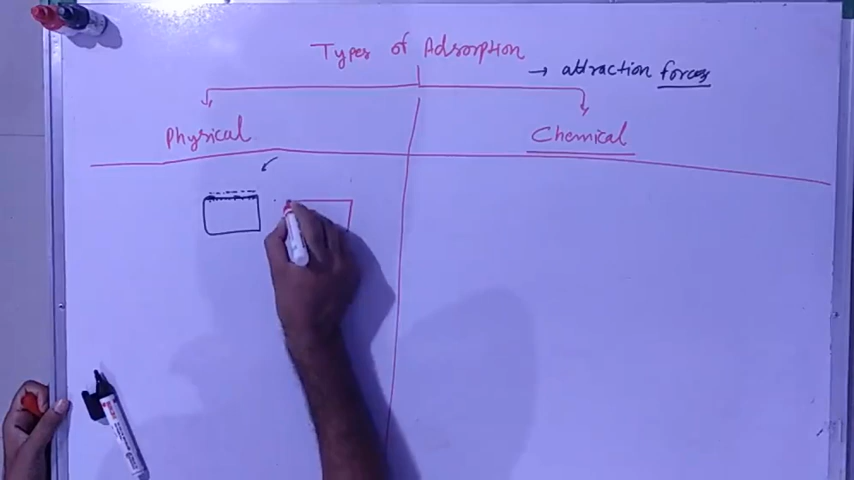 Types of Adsorption
→ attraction forces
Physical
Chemical